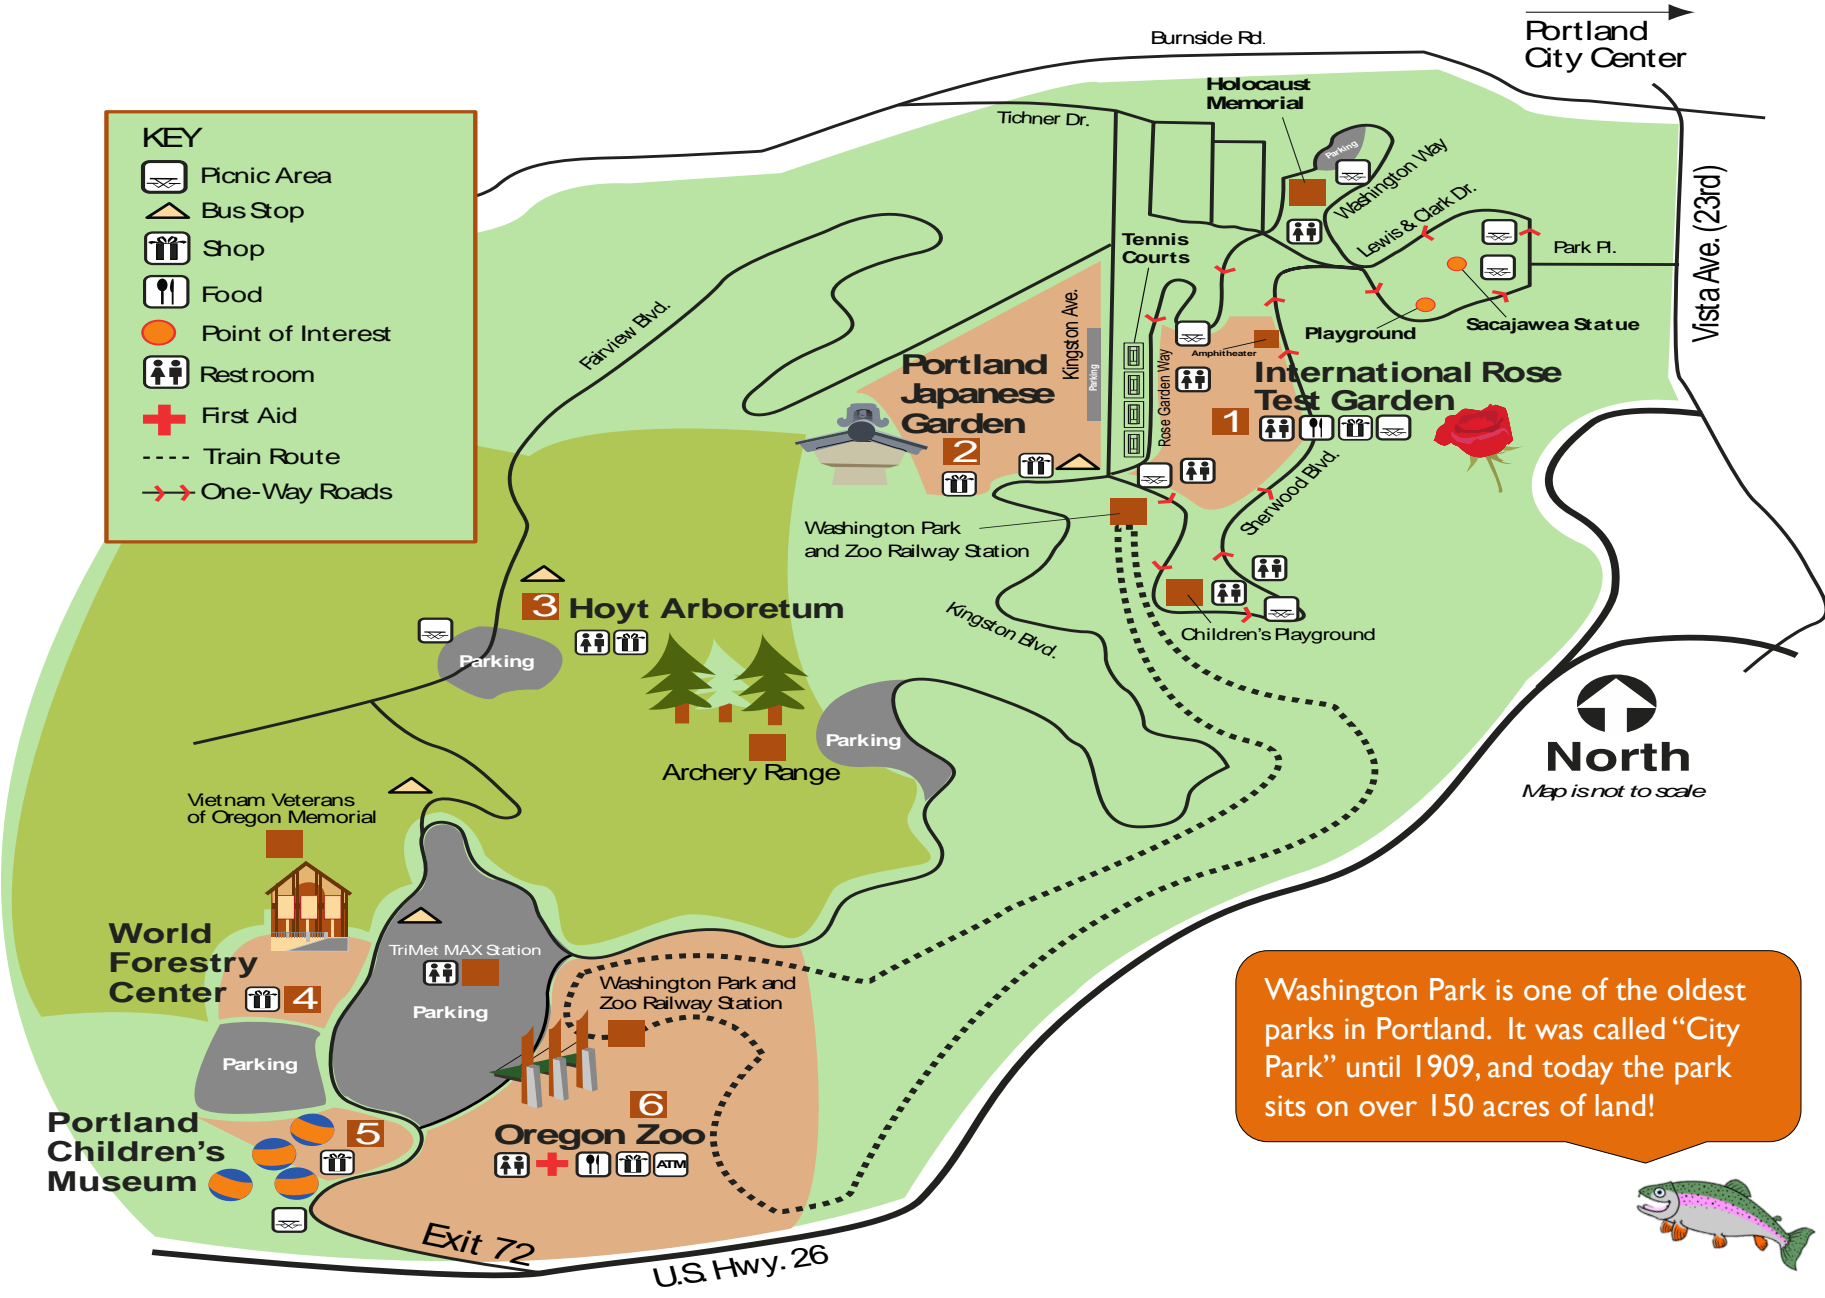 Portland
City Center
Burnside Rd.
Holocaust
Memorial
Tichner Dr.
Parking
Washington Way
Lewis & Clark Dr.
Park Pl.
Vista Ave. (23rd)
KEY
Picnic Area
Bus Stop
Shop
Food
Point of Interest
Restroom
First Aid
Train Route
One-Way Roads
Tennis
Courts
Kingston Ave.
Parking
Rose Garden Way
Fairview Blvd.
Sacajawea Statue
Playground
Amphitheater
Portland
Japanese
Garden
2
International Rose
Test Garden
1
Sherwood Blvd.
Washington Park
and Zoo Railway Station
Kingston Blvd.
Children's Playground
3
Hoyt Arboretum
Parking
Archery Range
Parking
North
Map is not to scale
Vietnam Veterans
of Oregon Memorial
World
Forestry
Center
4
TriMet MAX Station
Parking
Washington Park and
Zoo Railway Station
Parking
Portland
Children's
Museum
5
6
Oregon Zoo
ATM
Exit 72
U.S. Hwy. 26
Washington Park is one of the oldest
parks in Portland. It was called “City
Park” until 1909, and today the park
sits on over 150 acres of land!